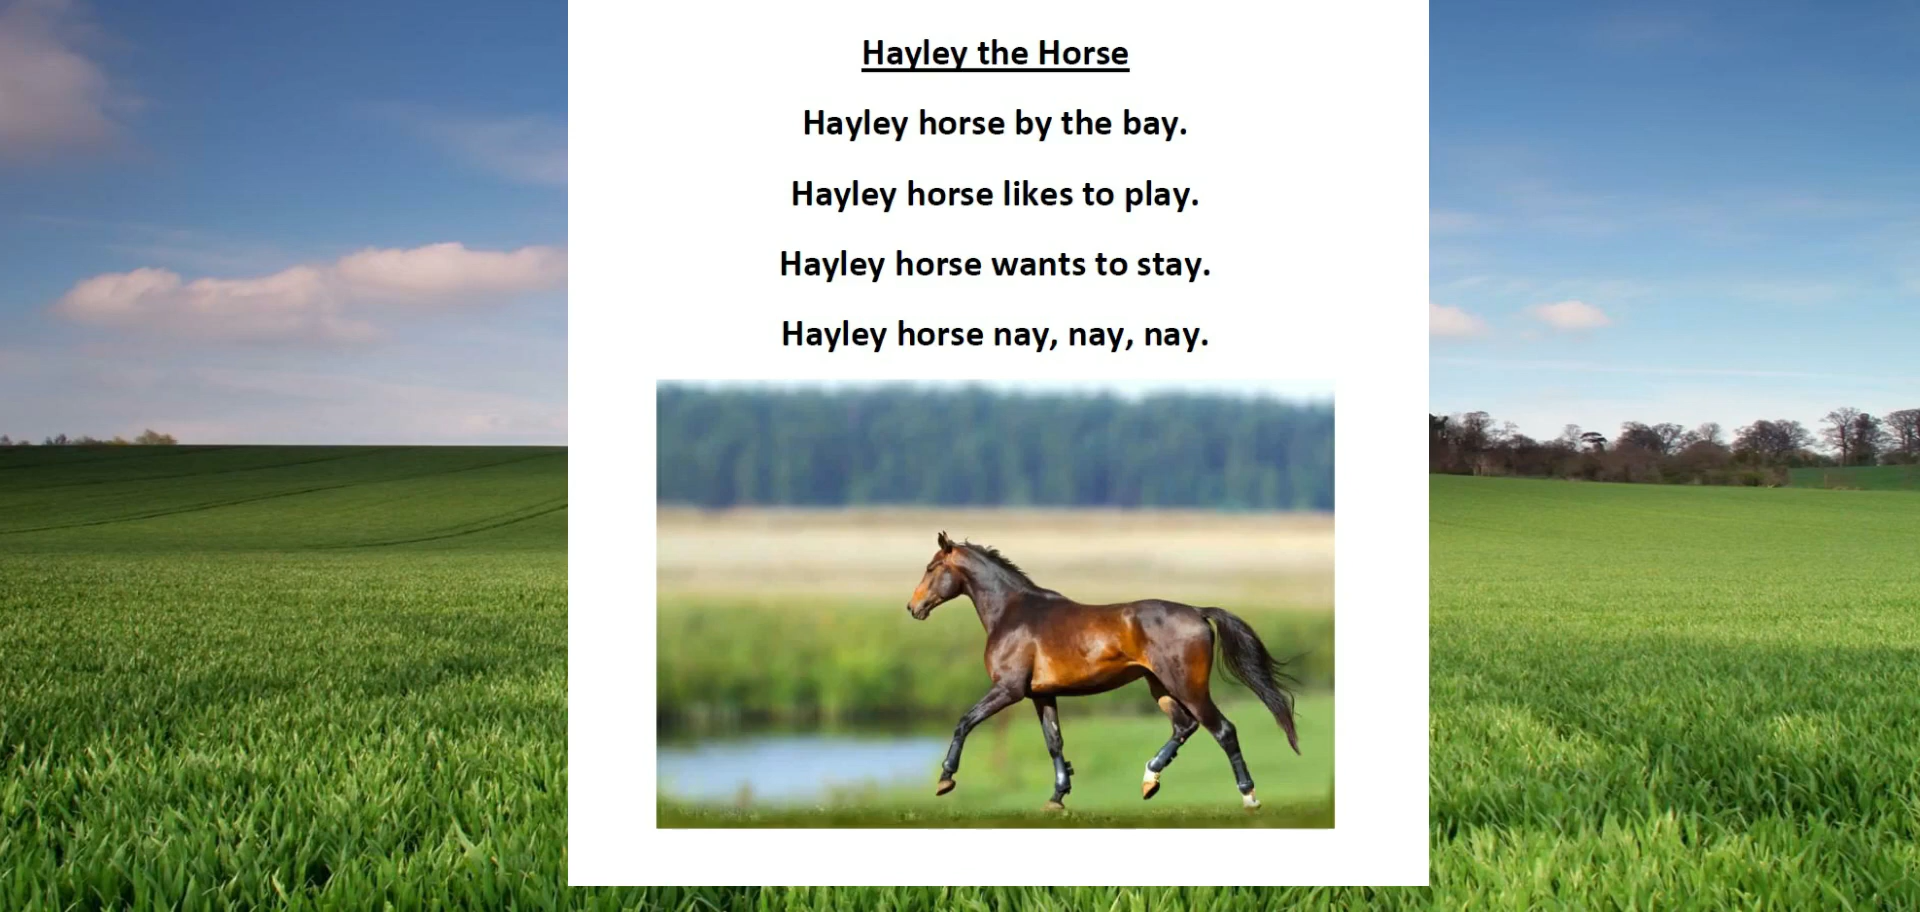 Hayley the Horse
Hayley horse by the bay.
Hayley horse likes to play.
Hayley horse wants to stay.
Hayley horse nay, nay, nay.